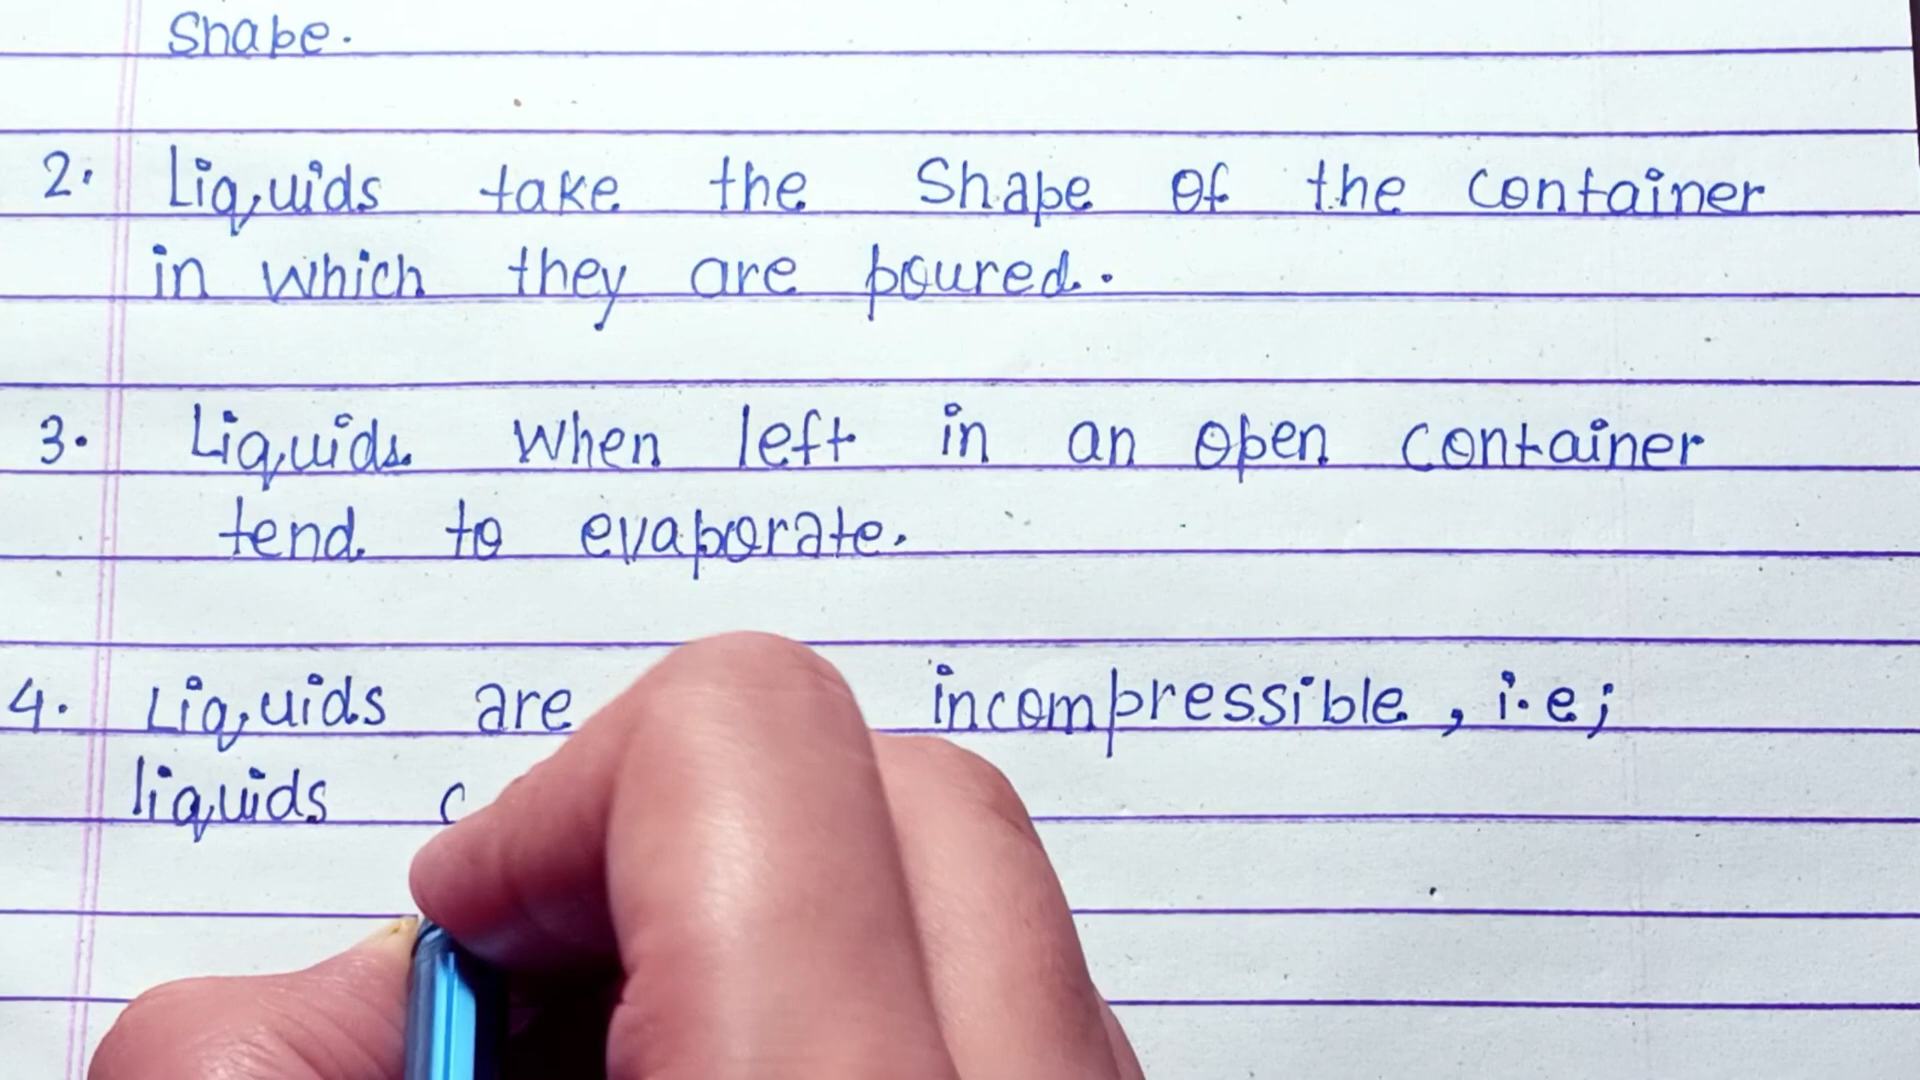 Shape.
2. Liquids take the Shape of the container
in which they are poured.
3. Liquids when left in an open container
tend to evaporate.
4. Liquids are incompressible, i.e;
liquids c